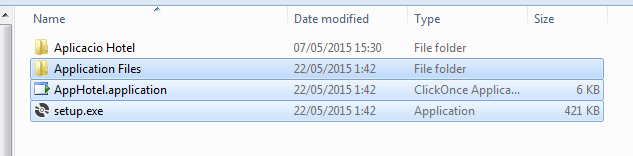 Name Date modified Type Size
Aplicacio Hotel 07/05/2015 15:30 File folder
Application Files 22/05/2015 1:42 File folder
AppHotel.application 22/05/2015 1:42 ClickOnce Applica... 6 KB
setup.exe 22/05/2015 1:42 Application 421 KB